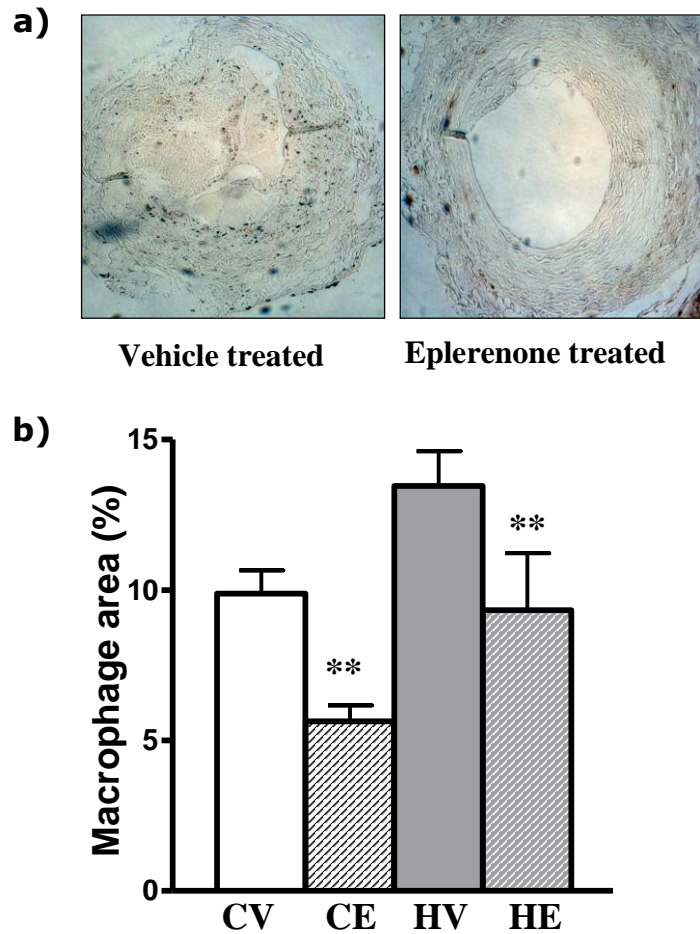 a)
Vehicle treated
Eplerenone treated
b)
Macrophage area (%)
15
10
5
0
**
**
CV
CE
HV
HE